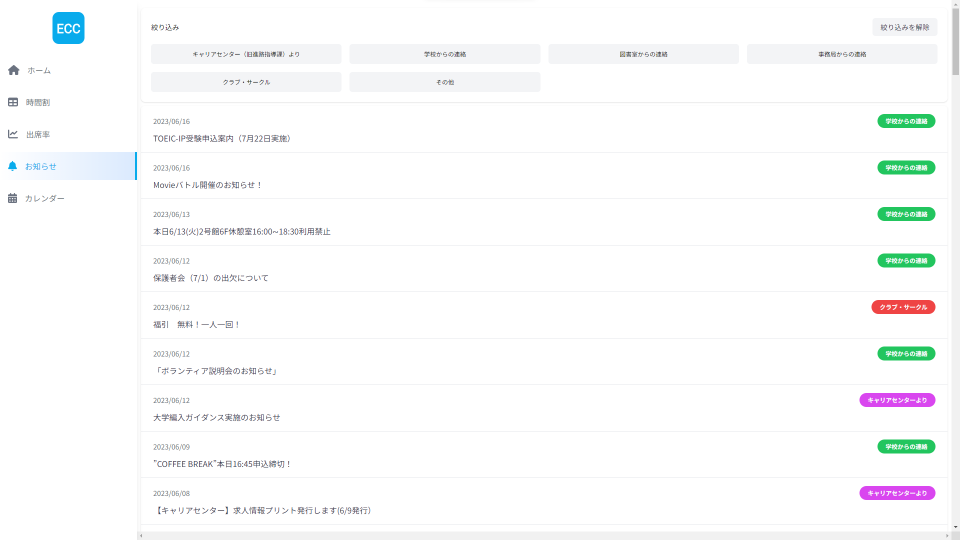 ECC
ホーム
時間割
出席率
お知らせ
カレンダー
絞り込み
絞り込みを解除
キャリアセンター（旧進路指導課）より
学校からの連絡
図書室からの連絡
事務局からの連絡
クラブ・サークル
その他
2023/06/16
学校からの連絡
TOEIC-IP受験申込案内（7月22日実施）
2023/06/16
学校からの連絡
Movieバトル開催のお知らせ！
2023/06/13
学校からの連絡
本日6/13(火)2号館6F休憩室16:00~18:30利用禁止
2023/06/12
学校からの連絡
保護者会（7/1）の出欠について
2023/06/12
クラブ・サークル
福引　無料！一人一回！
2023/06/12
学校からの連絡
「ボランティア説明会のお知らせ」
2023/06/12
キャリアセンターより
大学編入ガイダンス実施のお知らせ
2023/06/09
学校からの連絡
"COFFEE BREAK"本日16:45申込締切！
2023/06/08
キャリアセンターより
【キャリアセンター】求人情報プリント発行します(6/9発行)